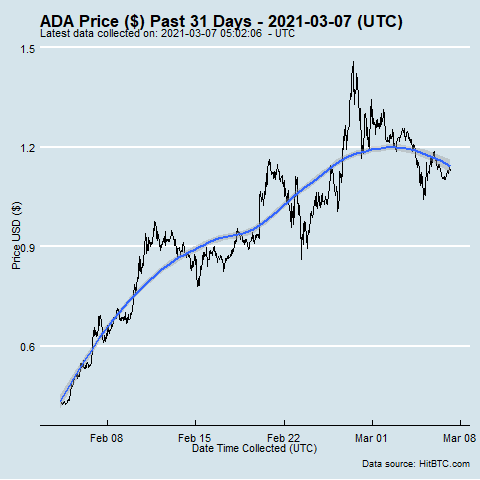 ADA Price ($) Past 31 Days - 2021-03-07 (UTC)
Latest data collected on: 2021-03-07 05:02:06 - UTC
1.5
1.2
0.9
0.6
Price USD ($)
Feb 08
Feb 15
Feb 22
Mar 01
Mar 08
Date Time Collected (UTC)
Data source: HitBTC.com